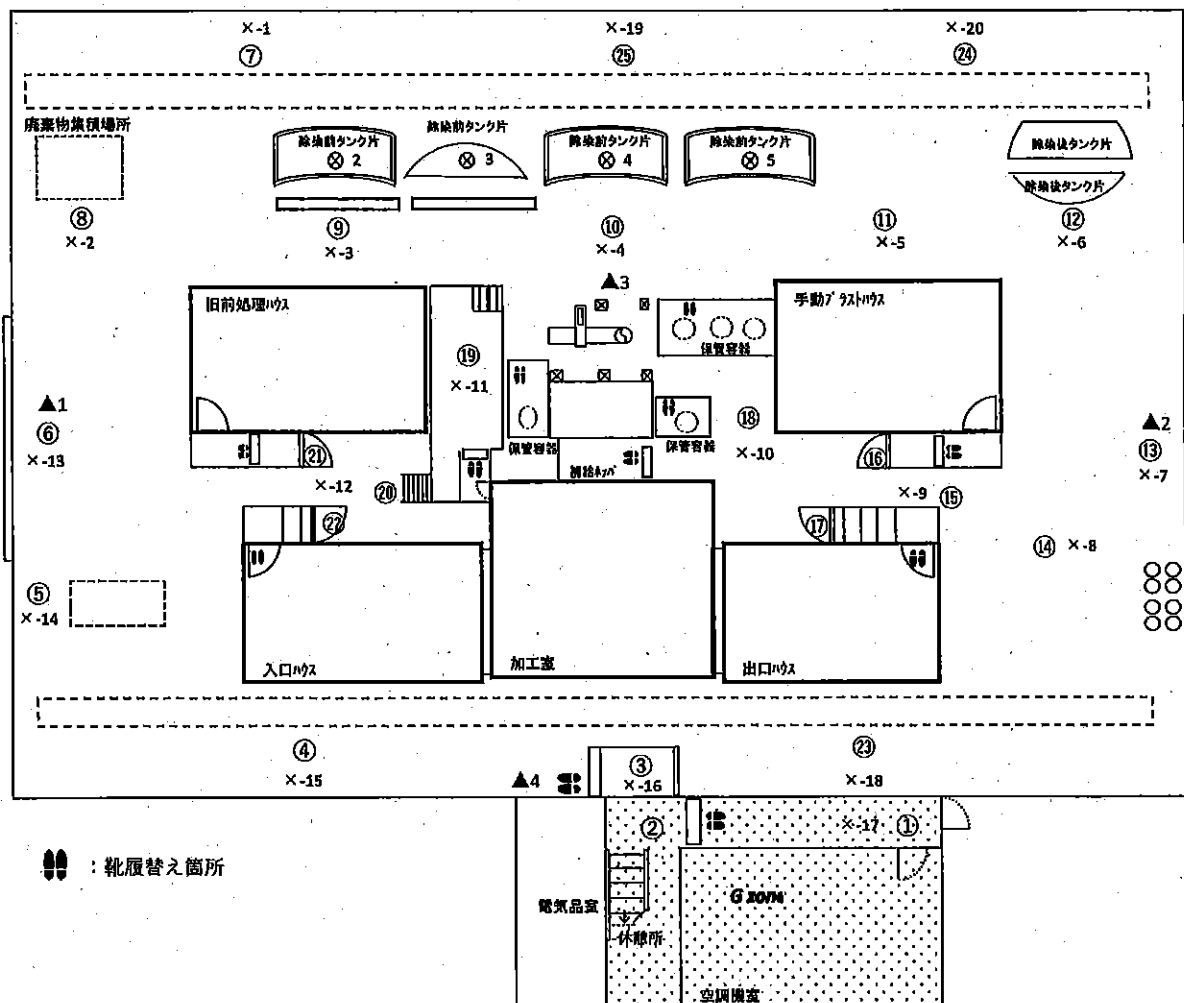 ×-1
×-19
×-20
⑦
㉕
㉔
廃棄物集積場所
除染前タンク片
⊗ 2
除染前タンク片
⊗ 3
除染前タンク片
⊗ 4
除染前タンク片
⊗ 5
除染後タンク片
除染後タンク片
⑧
×-2
⑨
×-3
⑩
×-4
⑪
×-5
⑫
×-6
▲3
旧前処理ハウス
手動ブラストハウス
保管容器
⑲
×-11
保管容器
保管容器
⑱
×-10
▲1
⑥
×-13
▲2
⑬
×-7
㉑
⑯
×-12
⑳
×-9
⑮
㉒
⑰
⑭
×-8
⑤
×-14
入口ハウス
加工室
出口ハウス
④
×-15
▲4
③
×-16
㉓
×-18
②
×-17
①
:靴履替え箇所
電気品室
休憩所
G zone
空調機室